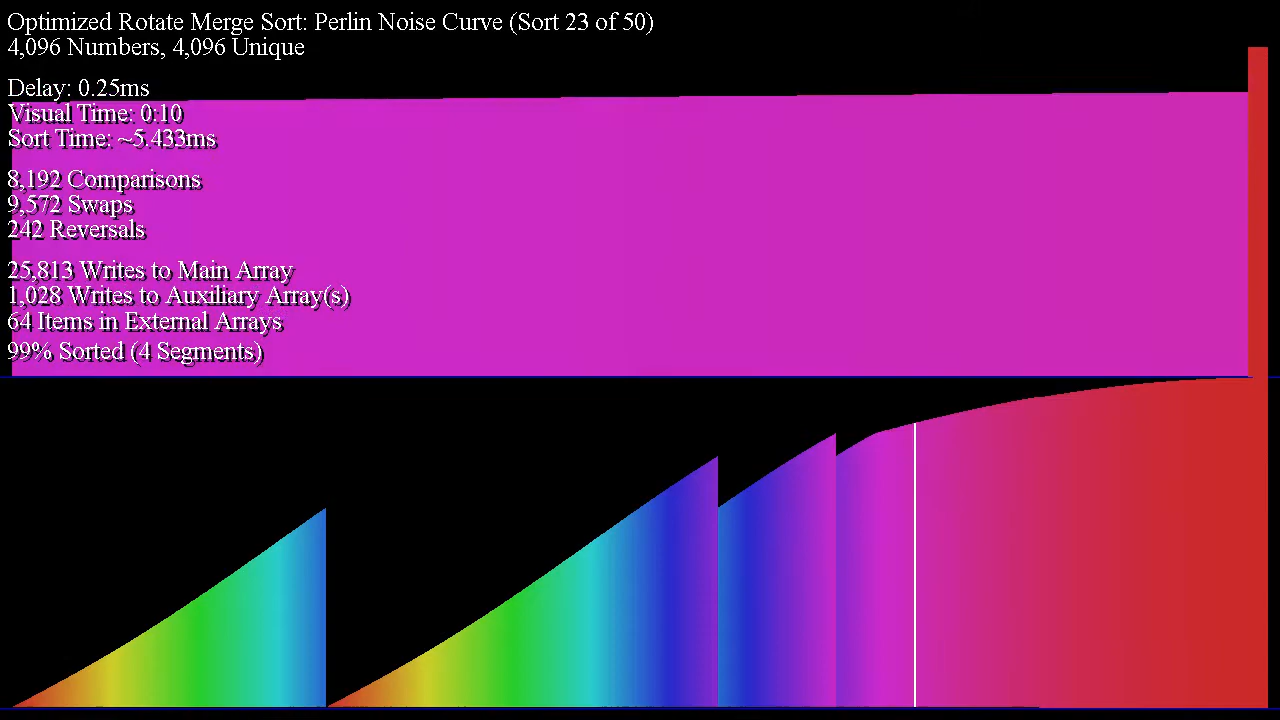 Optimized Rotate Merge Sort: Perlin Noise Curve (Sort 23 of 50)
4,096 Numbers, 4,096 Unique
Delay: 0.25ms
Visual Time: 0:10
Sort Time: ~5.433ms
8,192 Comparisons
9,572 Swaps
242 Reversals
25,813 Writes to Main Array
1,028 Writes to Auxiliary Array(s)
64 Items in External Arrays
99% Sorted (4 Segments)